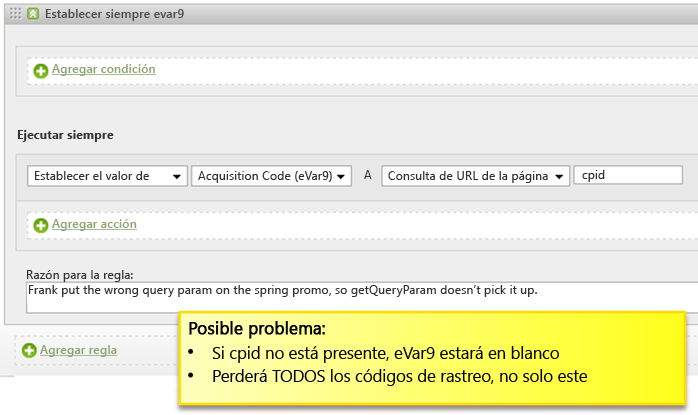 Establecer siempre evar9
Agregar condición
Ejecutar siempre
Establecer el valor de Acquisition Code (eVar9) A Consulta de URL de la página cpid
Agregar acción
Razón para la regla:
Frank put the wrong query param on the spring promo, so getQueryParam doesn't pick it up.
Agregar regla
Posible problema:
• Si cpid no está presente, eVar9 estará en blanco
• Perderá TODOS los códigos de rastreo, no solo este